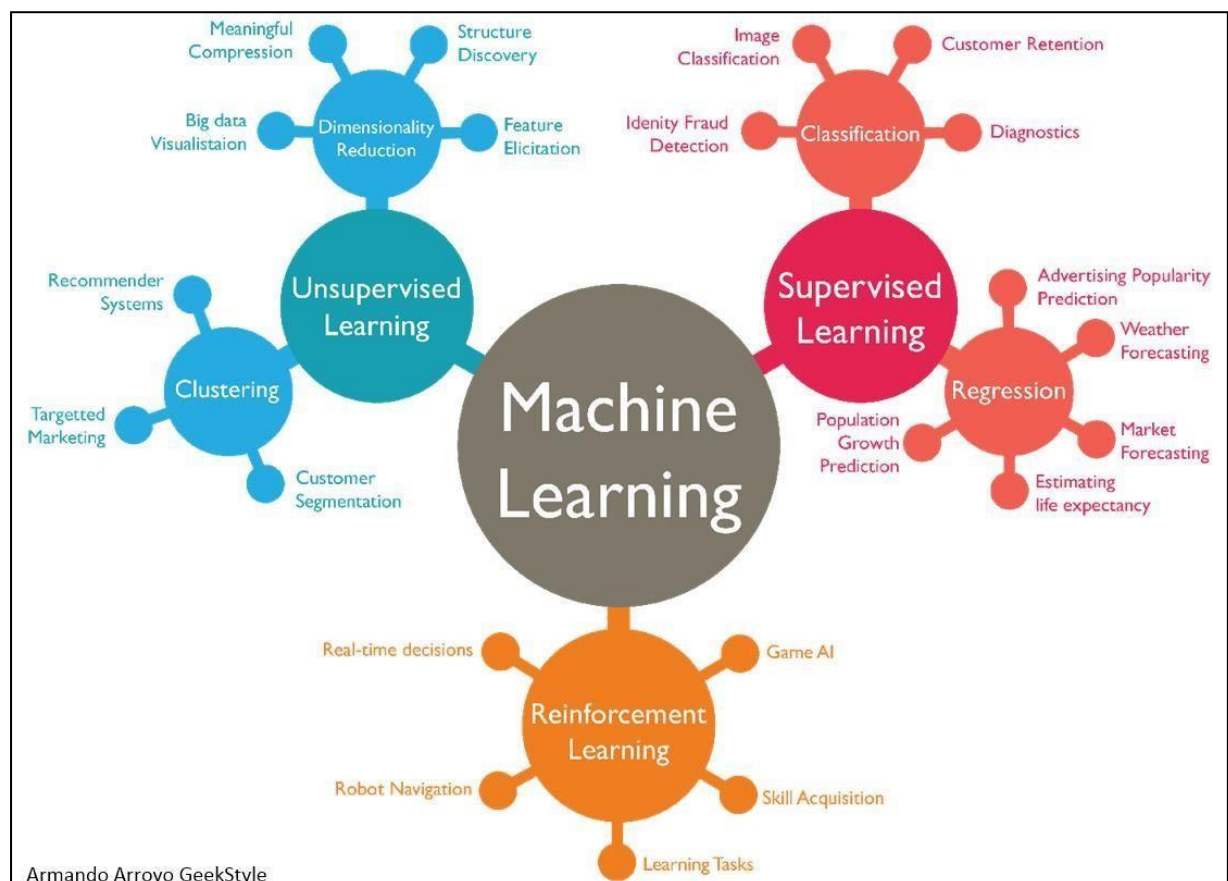 Meaningful
Compression
Structure
Discovery
Big data
Visualistaion
Dimensionality
Reduction
Feature
Elicitation
Image
Classification
Customer Retention
Idenity Fraud
Detection
Classification
Diagnostics
Unsupervised
Learning
Supervised
Learning
Recommender
Systems
Clustering
Targetted
Marketing
Customer
Segmentation
Advertising Popularity
Prediction
Weather
Forecasting
Regression
Population
Growth
Prediction
Market
Forecasting
Estimating
life expectancy
Machine
Learning
Real-time decisions
Game AI
Reinforcement
Learning
Robot Navigation
Skill Acquisition
Learning Tasks
Armando Arroyo GeekStyle